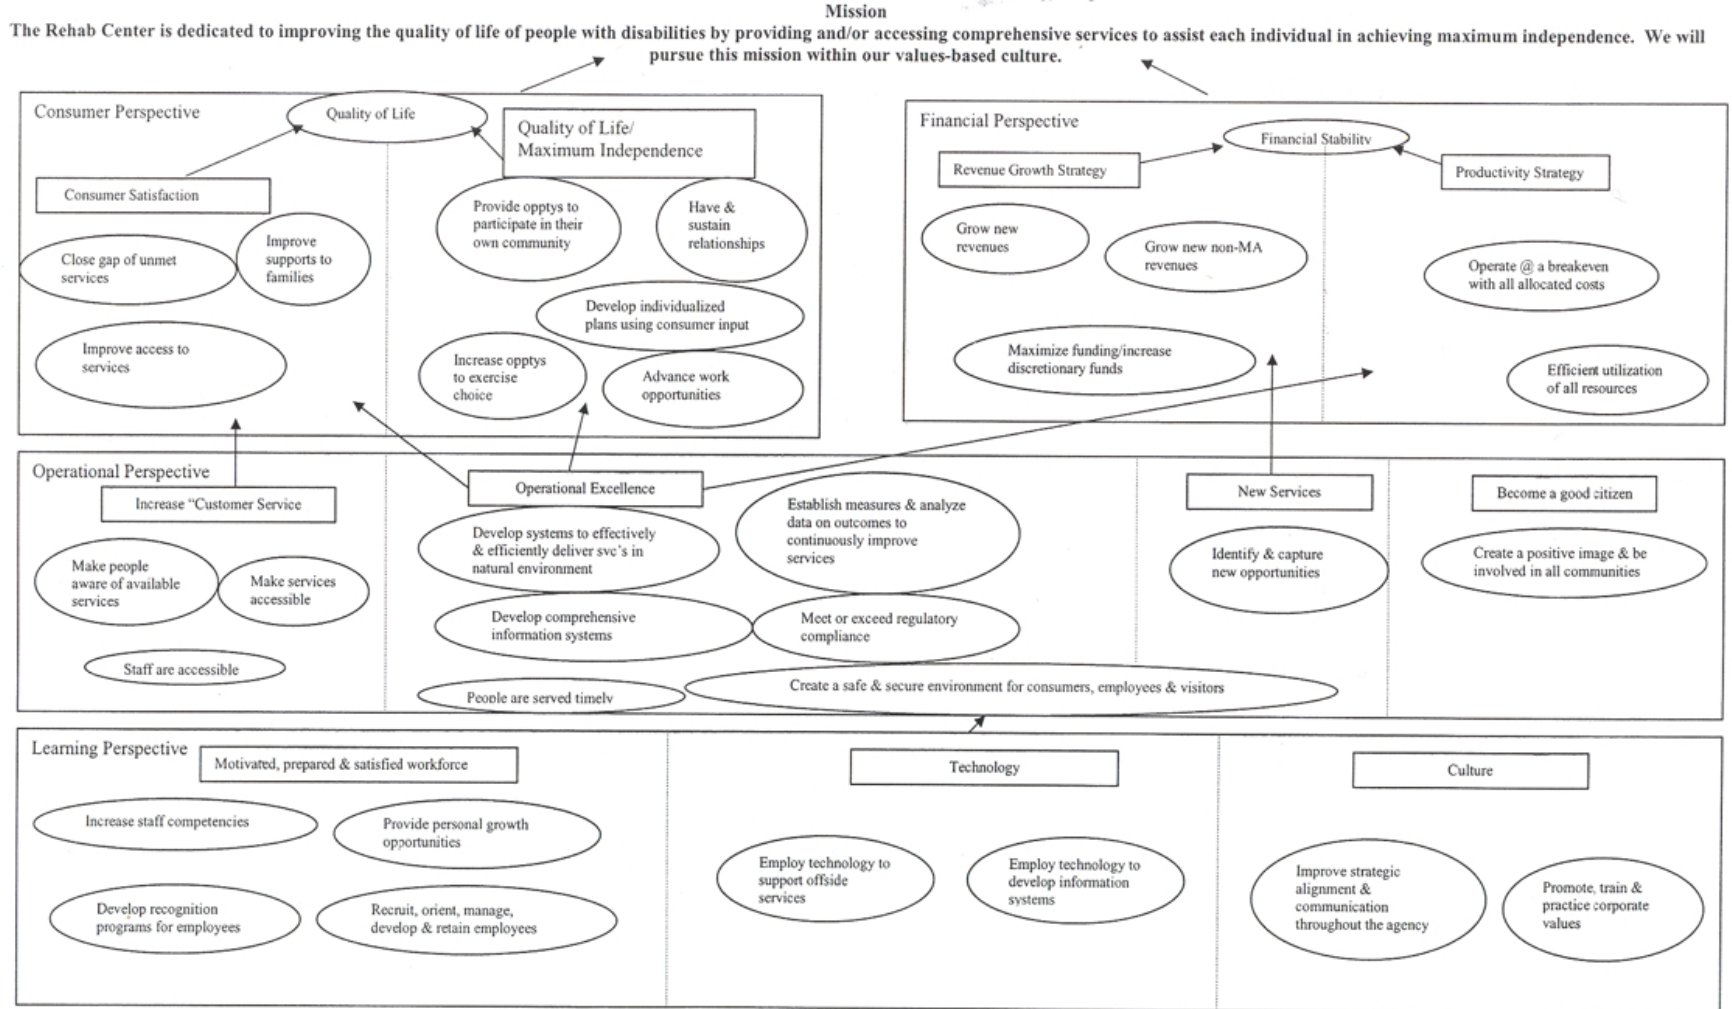 Mission
The Rehab Center is dedicated to improving the quality of life of people with disabilities by providing and/or accessing comprehensive services to assist each individual in achieving maximum independence. We will
pursue this mission within our values-based culture.
Consumer Perspective
Quality of Life
Quality of Life/
Maximum Independence
Consumer Satisfaction
Close gap of unmet
services
Improve
supports to
families
Improve access to
services
Provide opptys to
participate in their
own community
Have &
sustain
relationships
Develop individualized
plans using consumer input
Increase opptys
to exercise
choice
Advance work
opportunities
Financial Perspective
Financial Stability
Revenue Growth Strategy
Productivity Strategy
Grow new
revenues
Grow new non-MA
revenues
Operate @ a breakeven
with all allocated costs
Maximize funding/increase
discretionary funds
Efficient utilization
of all resources
Operational Perspective
Increase “Customer Service
Make people
aware of available
services
Make services
accessible
Staff are accessible
Operational Excellence
Develop systems to effectively
& efficiently deliver svc's in
natural environment
Establish measures & analyze
data on outcomes to
continuously improve
services
Develop comprehensive
information systems
Meet or exceed regulatory
compliance
People are served timely
Create a safe & secure environment for consumers, employees & visitors
New Services
Identify & capture
new opportunities
Become a good citizen
Create a positive image & be
involved in all communities
Learning Perspective
Motivated, prepared & satisfied workforce
Increase staff competencies
Provide personal growth
opportunities
Develop recognition
programs for employees
Recruit, orient, manage,
develop & retain employees
Technology
Employ technology to
support offside
services
Employ technology to
develop information
systems
Culture
Improve strategic
alignment &
communication
throughout the agency
Promote, train &
practice corporate
values